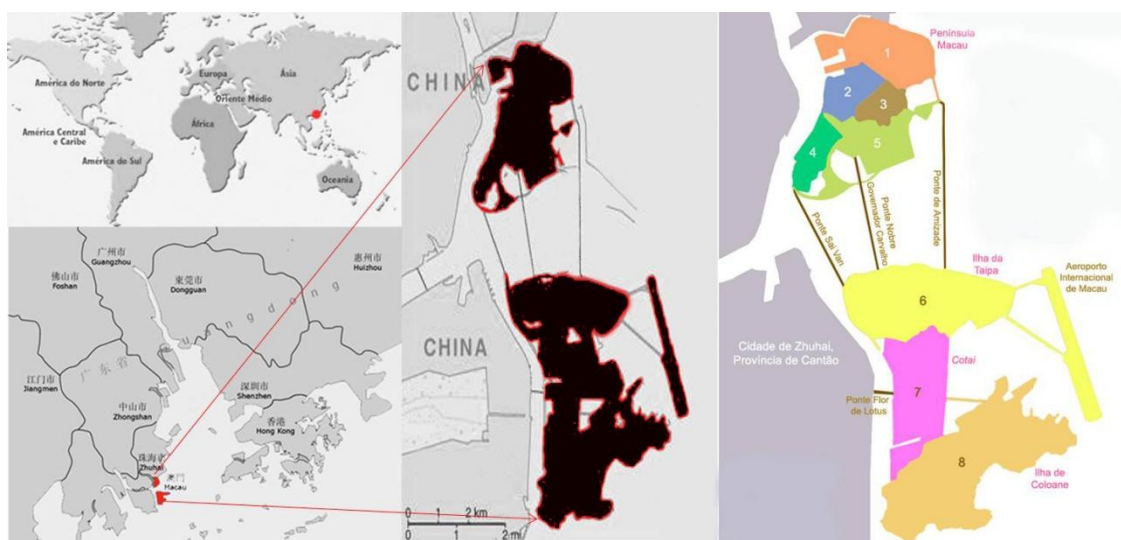 América do Norte
Europa
Ásia
Oriente Médio
América Central
e Caribe
África
América do Sul
Oceania
广州市
Guangzhou
惠州市
Huizhou
佛山市
Foshan
東莞市
Dongguan
Guangdong
广东省
江门市
Jiangmen
中山市
Zhongshan
深圳市
Shenzhen
香港
Hong Kong
珠海市
Zhuhai
澳门
Macau
CHINA
CHINA
0 1 2 km
0 1 2 mi
Península
Macau
1
2
3
4
5
Ponte Sai Van
Ponte Nobre
Governador Carvalho
Ponte de Amizade
Ilha da
Taipa
Aeroporto
Internacional
de Macau
6
Cidade de Zhuhai,
Província de Cantão
Cotai
7
Ponte Flor
de Lótus
8
Ilha de
Coloane